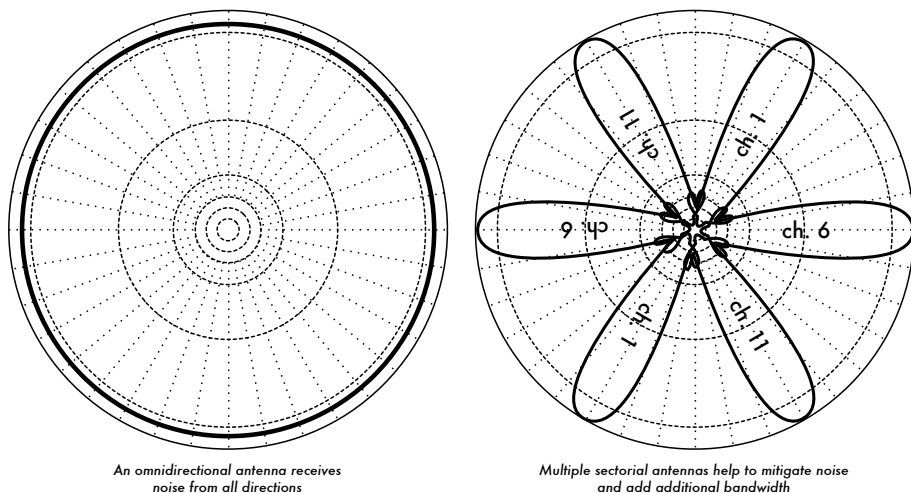 ch. 11
ch. 1
ch. 6
ch. 6
ch. 1
ch. 11
An omnidirectional antenna receives
noise from all directions
Multiple sectorial antennas help to mitigate noise
and add additional bandwidth